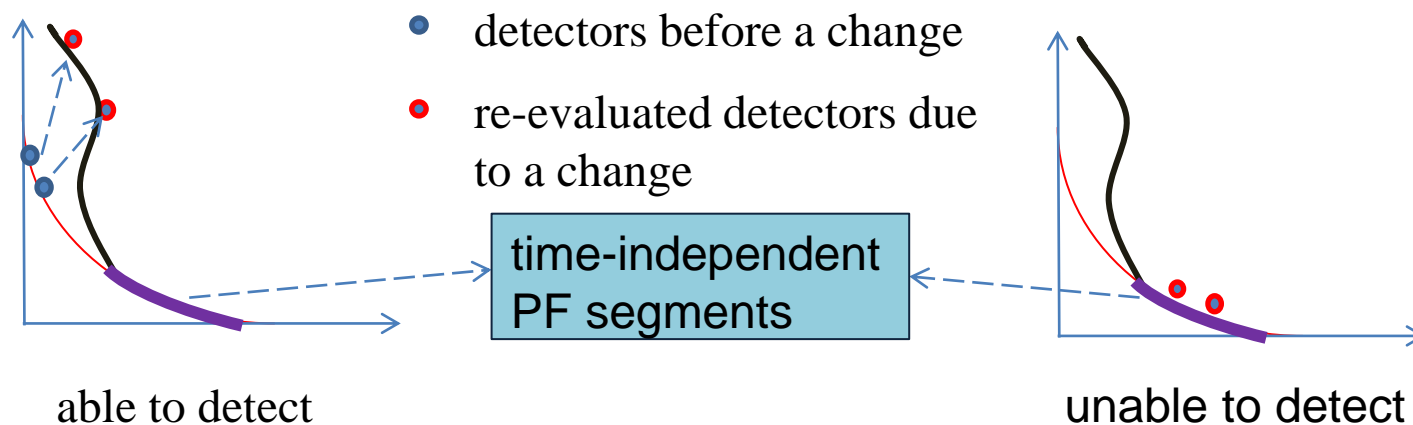 detectors before a change
re-evaluated detectors due
to a change
time-independent
PF segments
able to detect
unable to detect